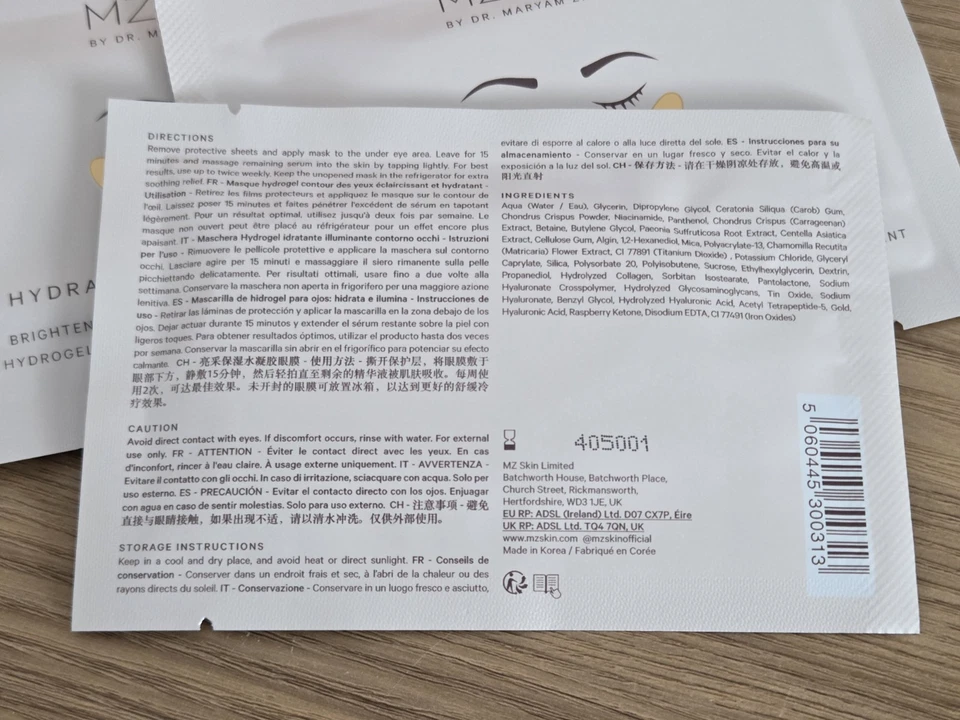 MZ
BY DR. M
MZ
BY DR. MARYAM
HYDRA
BRIGHTEN
HYDROGEL
NT
DIRECTIONS
Remove protective sheets and apply mask to the under eye area. Leave for 15
minutes and massage remaining serum into the skin by tapping lightly. For best
results, use up to twice weekly. Keep the unopened mask in the refrigerator for extra
soothing relief. FR - Masque hydrogel contour des yeux éclaircissant et hydratant -
Utilisation - Retirez les films protecteurs et appliquez le masque sur le contour de
l'œil. Laissez poser 15 minutes et faites pénétrer l'excédent de sérum en tapotant
légèrement. Pour un résultat optimal, utilisez jusqu'à deux fois par semaine. Le
masque non ouvert peut être placé au réfrigérateur pour un effet encore plus
apaisant. IT - Maschera Hydrogel idratante illuminante contorno occhi - Istruzioni
per l'uso - Rimuovere le pellicole protettive e applicare la maschera sul contorno
occhi. Lasciare agire per 15 minuti e massaggiare il siero rimanente sulla pelle
picchiettando delicatamente. Per risultati ottimali, usare fino a due volte alla
settimana. Conservare la maschera non aperta in frigorifero per una maggiore azione
lenitiva. ES - Mascarilla de hidrogel para ojos: hidrata e ilumina - Instrucciones de
uso - Retirar las láminas de protección y aplicar la mascarilla en la zona debajo de los
ojos. Dejar actuar durante 15 minutos y extender el sérum restante sobre la piel con
ligeros toques. Para obtener resultados óptimos, utilizar el producto hasta dos veces
por semana. Conservar la mascarilla sin abrir en el frigorífico para potenciar su efecto
calmante. CH - 亮采保湿水凝胶眼膜 - 使用方法 - 撕开保护层，将眼膜敷于
眼部下方，静敷15分钟，然后轻拍直至剩余的精华液被肌肤吸收。每周使
用2次，可达最佳效果。未开封的眼膜可放置冰箱，以达到更好的舒缓冷
疗效果。
CAUTION
Avoid direct contact with eyes. If discomfort occurs, rinse with water. For external
use only. FR - ATTENTION - Éviter le contact direct avec les yeux. En cas
d'inconfort, rincer à l'eau claire. À usage externe uniquement. IT - AVVERTENZA -
Evitare il contatto con gli occhi. In caso di irritazione, sciacquare con acqua. Solo per
uso esterno. ES - PRECAUCIÓN - Evitar el contacto directo con los ojos. Enjuagar
con agua en caso de sentir molestias. Solo para uso externo. CH - 注意事项 - 避免
直接与眼睛接触，如果出现不适，请以清水冲洗。仅供外部使用。
STORAGE INSTRUCTIONS
Keep in a cool and dry place, and avoid heat or direct sunlight. FR - Conseils de
conservation - Conserver dans un endroit frais et sec, à l'abri de la chaleur ou des
rayons directs du soleil. IT - Conservazione - Conservare in un luogo fresco e asciutto,
evitare di esporre al calore o alla luce diretta del sole. ES - Instrucciones para su
almacenamiento - Conservar en un lugar fresco y seco. Evitar el calor y la
exposición a la luz del sol. CH - 保存方法 - 请在干燥阴凉处存放，避免高温或
阳光直射
INGREDIENTS
Aqua (Water / Eau), Glycerin, Dipropylene Glycol, Ceratonia Siliqua (Carob) Gum,
Chondrus Crispus Powder, Niacinamide, Panthenol, Chondrus Crispus (Carrageenan)
Extract, Betaine, Butylene Glycol, Paeonia Suffruticosa Root Extract, Centella Asiatica
Extract, Cellulose Gum, Algin, 1,2-Hexanediol, Mica, Polyacrylate-13, Chamomilla Recutita
(Matricaria) Flower Extract, CI 77891 (Titanium Dioxide) , Potassium Chloride, Glyceryl
Caprylate, Silica, Polysorbate 20, Polyisobutene, Sucrose, Ethylhexylglycerin, Dextrin,
Propanediol, Hydrolyzed Collagen, Sorbitan Isostearate, Pantolactone, Sodium
Hyaluronate Crosspolymer, Hydrolyzed Glycosaminoglycans, Tin Oxide, Sodium
Hyaluronate, Benzyl Glycol, Hydrolyzed Hyaluronic Acid, Acetyl Tetrapeptide-5, Gold,
Hyaluronic Acid, Raspberry Ketone, Disodium EDTA, CI 77491 (Iron Oxides)
405001
MZ Skin Limited
Batchworth House, Batchworth Place,
Church Street, Rickmansworth,
Hertfordshire, WD3 1JE, UK
EU RP: ADSL (Ireland) Ltd. D07 CX7P, Éire
UK RP: ADSL Ltd. TQ4 7QN, UK
www.mzskin.com @mzskinofficial
Made in Korea / Fabriqué en Corée
5 060445 300313